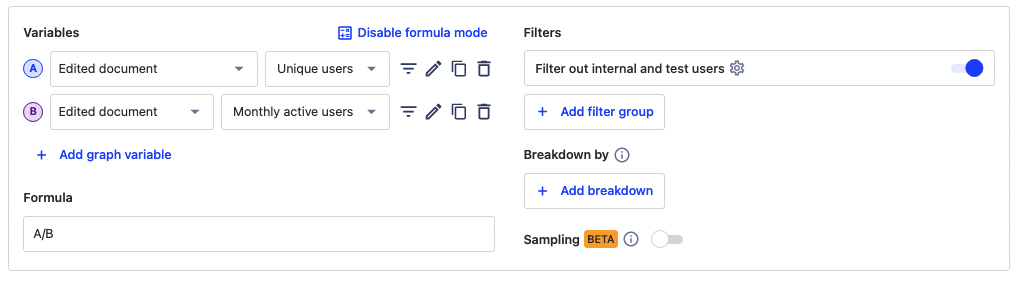 Variables
Disable formula mode
A Edited document Unique users
B Edited document Monthly active users
+ Add graph variable
Formula
A/B
Filters
Filter out internal and test users
+ Add filter group
Breakdown by
+ Add breakdown
Sampling BETA